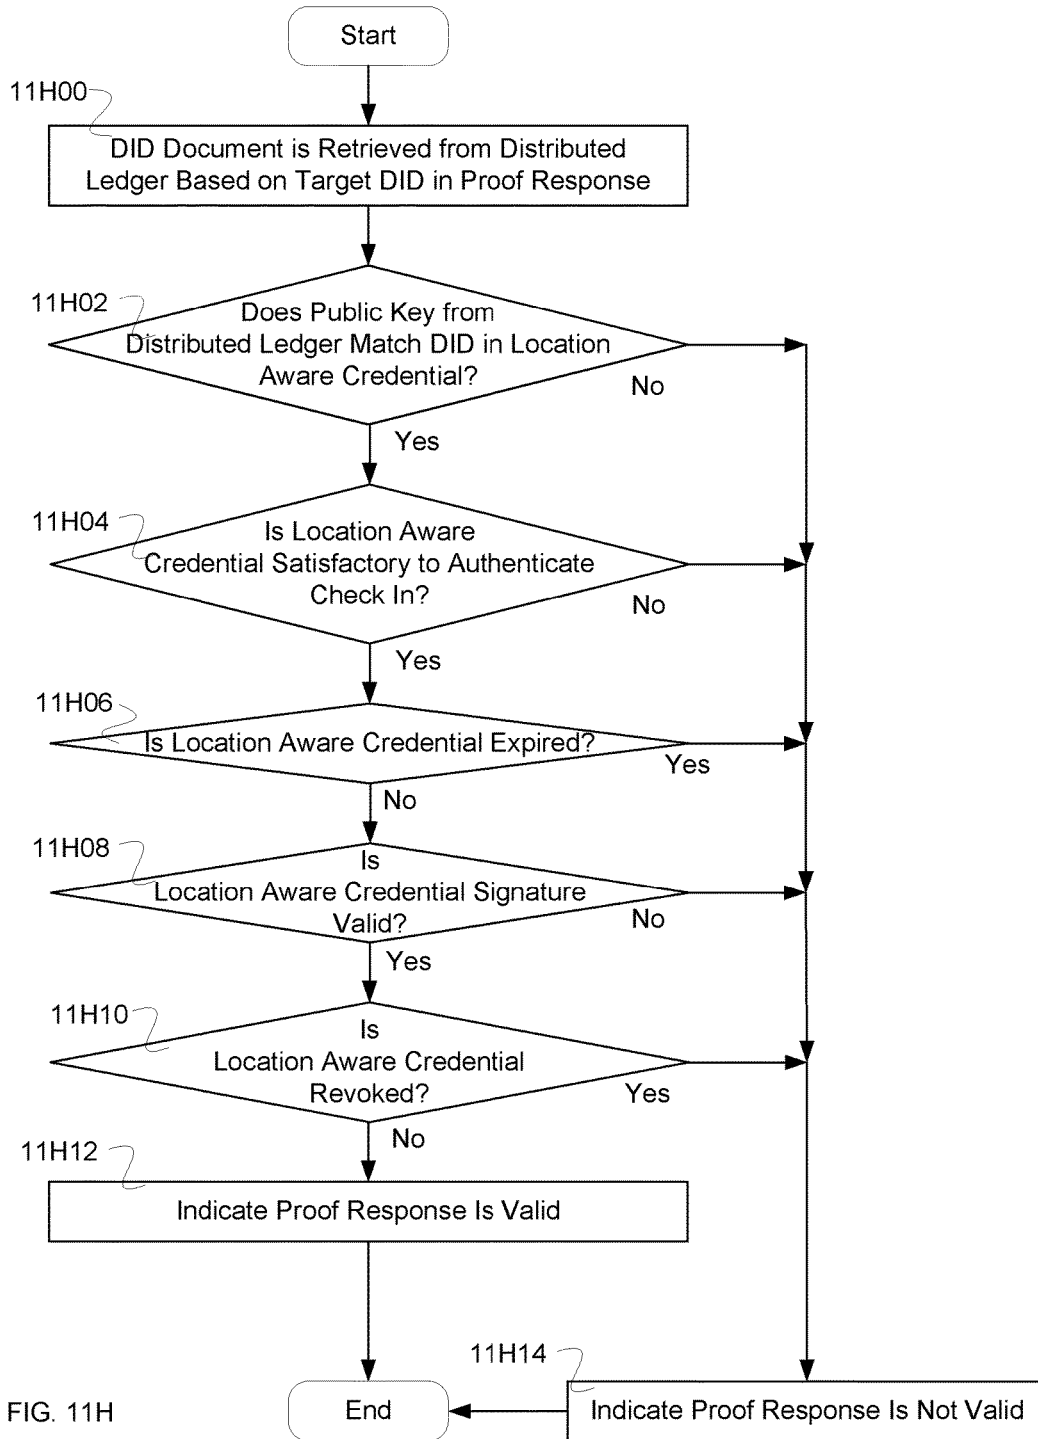 Start
11H00
DID Document is Retrieved from Distributed
Ledger Based on Target DID in Proof Response
11H02
Does Public Key from
Distributed Ledger Match DID in Location
Aware Credential?
No
Yes
11H04
Is Location Aware
Credential Satisfactory to Authenticate
Check In?
No
Yes
11H06
Is Location Aware Credential Expired?
Yes
No
11H08
Is
Location Aware Credential Signature
Valid?
No
Yes
11H10
Is
Location Aware Credential
Revoked?
Yes
No
11H12
Indicate Proof Response Is Valid
11H14
FIG. 11H
End
Indicate Proof Response Is Not Valid